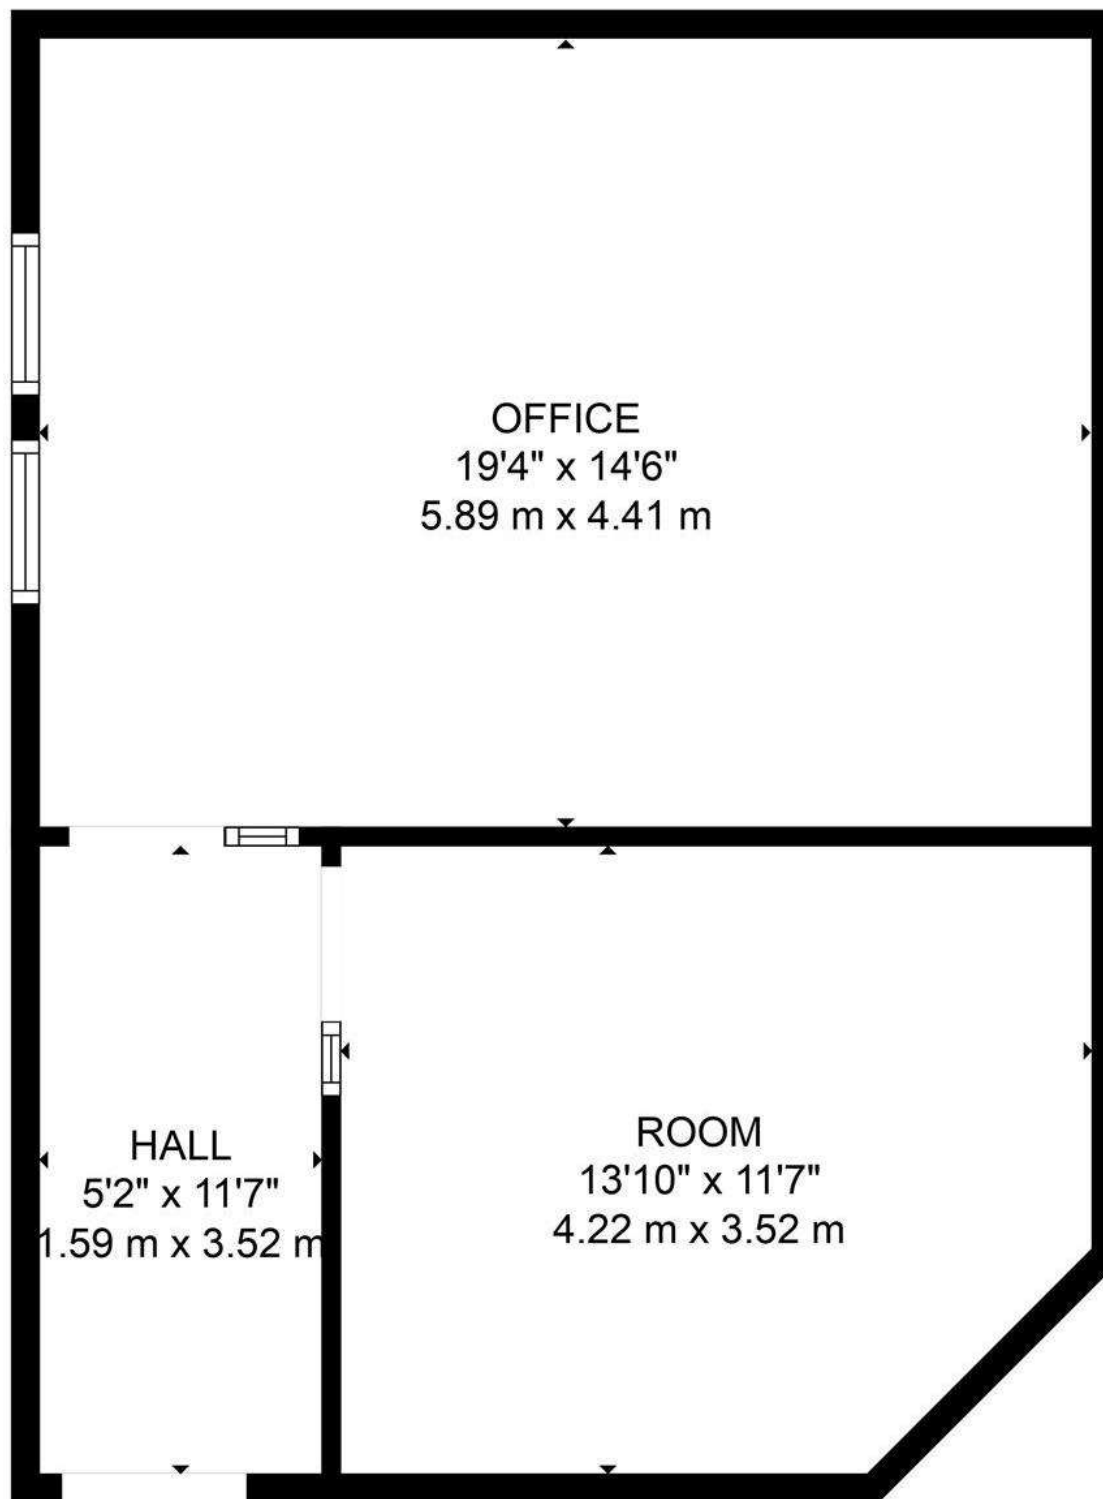 OFFICE
19'4" x 14'6"
5.89 m x 4.41 m
HALL
5'2" x 11'7"
1.59 m x 3.52 m
ROOM
13'10" x 11'7"
4.22 m x 3.52 m